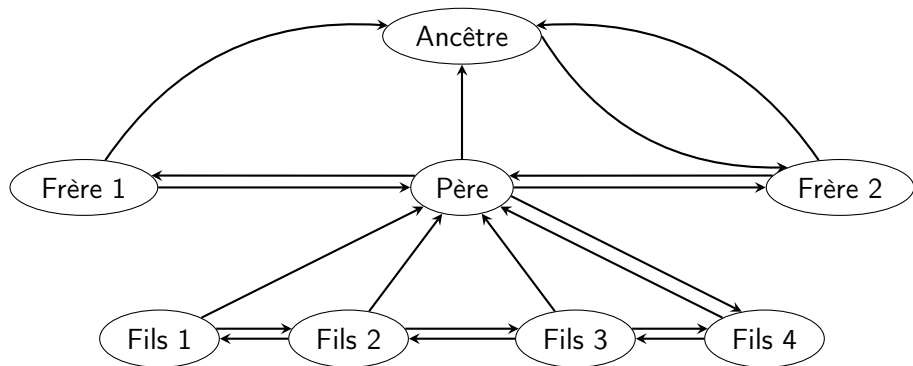 Ancêtre
Frère 1
Père
Frère 2
Fils 1
Fils 2
Fils 3
Fils 4